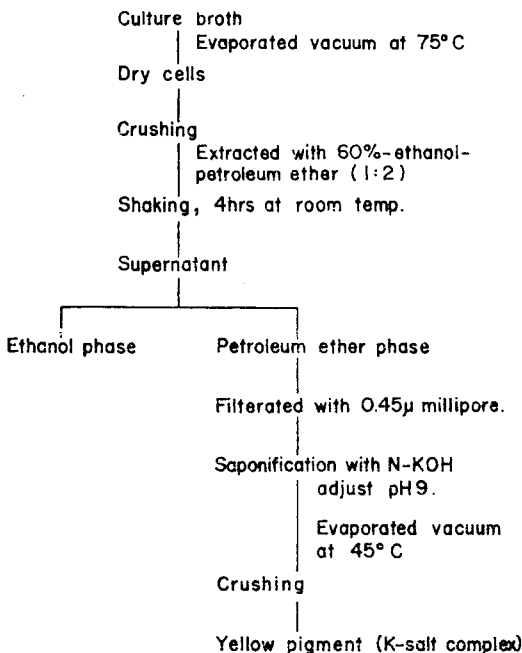 Culture broth
Evaporated vacuum at 75°C
Dry cells
Crushing
Extracted with 60%-ethanol-
petroleum ether (1:2)
Shaking, 4hrs at room temp.
Supernatant
Ethanol phase
Petroleum ether phase
Filterated with 0.45μ millipore.
Saponification with N-KOH
adjust pH9.
Evaporated vacuum
at 45°C
Crushing
Yellow pigment (K-salt complex)